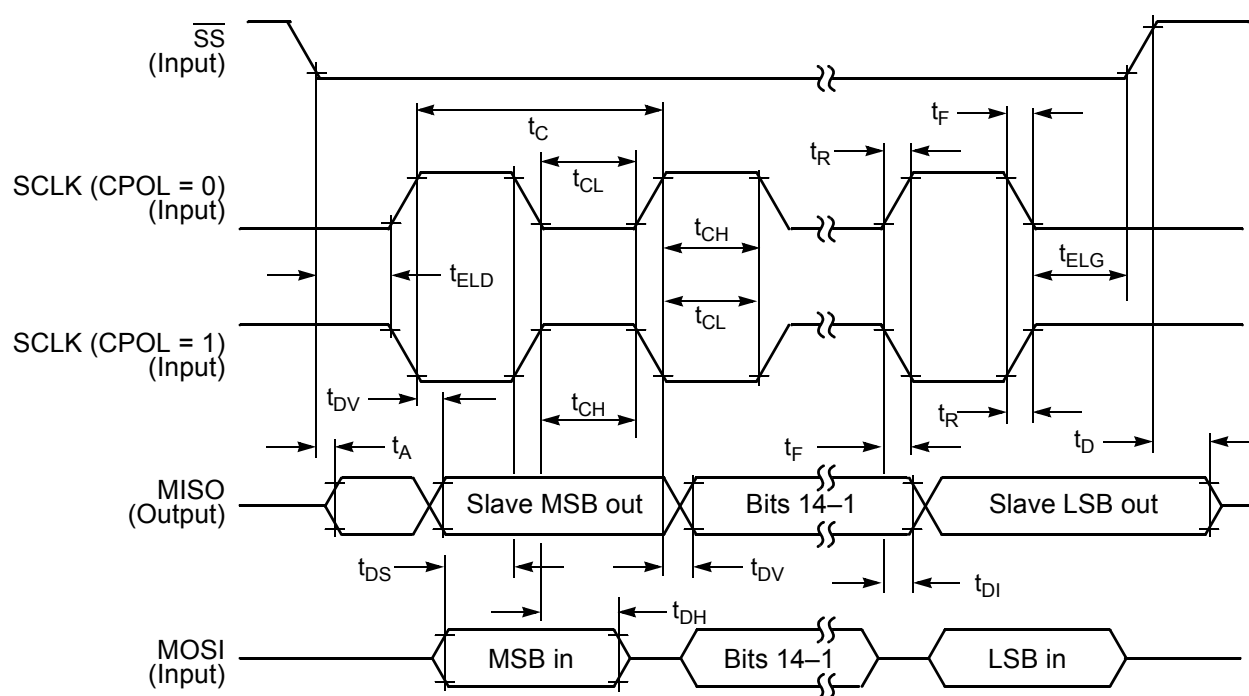 SS
(Input)
tC
tF
tR
SCLK (CPOL = 0)
(Input)
tCL
tCH
tELD
tELG
tCL
SCLK (CPOL = 1)
(Input)
tDV
tCH
tR
tA
tF
tD
MISO
(Output)
Slave MSB out
Bits 14–1
Slave LSB out
tDS
tDV
tDI
tDH
MOSI
(Input)
MSB in
Bits 14–1
LSB in